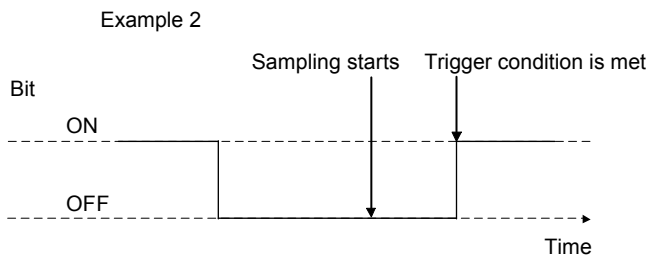 Example 2
Sampling starts Trigger condition is met
Bit
ON
OFF
Time